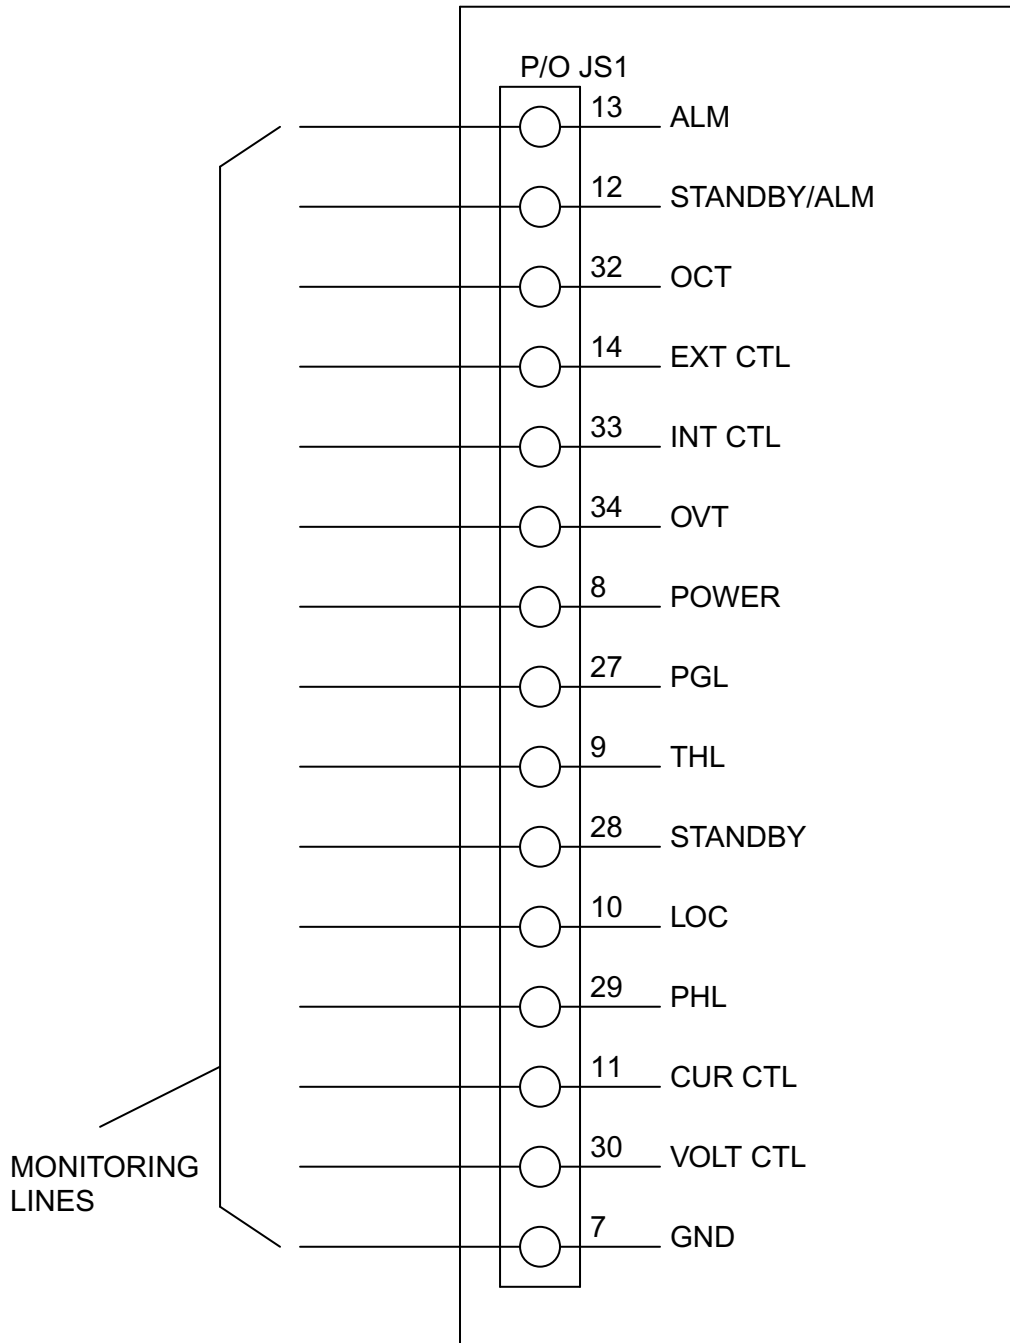 P/O JS1
13 ALM
12 STANDBY/ALM
32 OCT
14 EXT CTL
33 INT CTL
34 OVT
8 POWER
27 PGL
9 THL
28 STANDBY
10 LOC
29 PHL
11 CUR CTL
30 VOLT CTL
7 GND
MONITORING
LINES